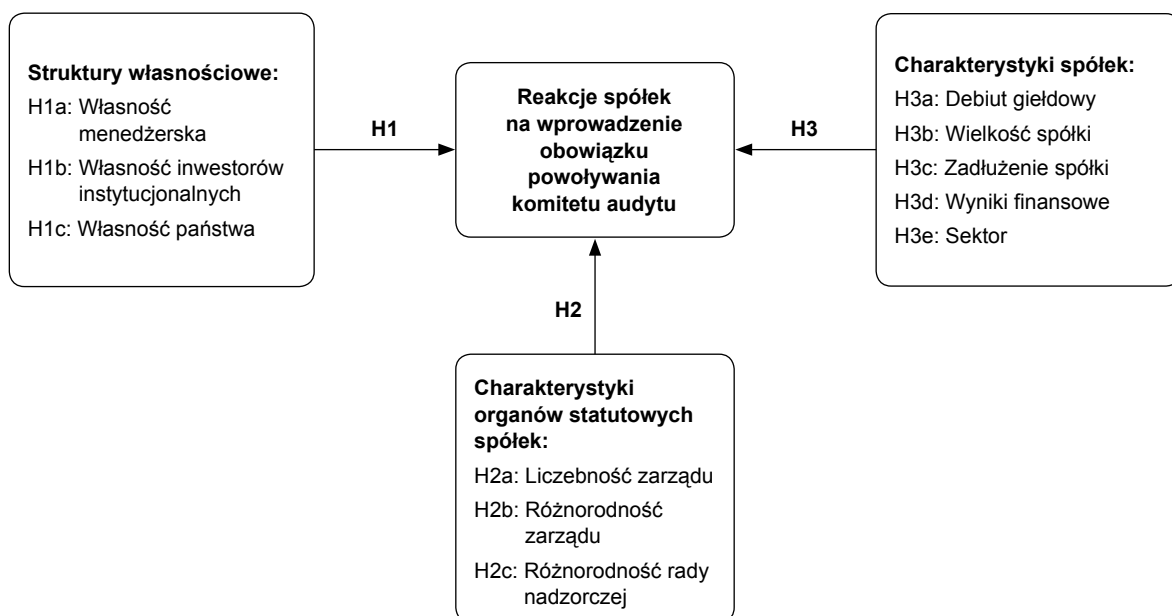 Struktury własnościowe:
H1a: Własność
menedżerska
H1b: Własność inwestorów
instytucjonalnych
H1c: Własność państwa
H1
Reakcje spółek
na wprowadzenie
obowiązku
powoływania
komitetu audytu
H3
Charakterystyki spółek:
H3a: Debiut giełdowy
H3b: Wielkość spółki
H3c: Zadłużenie spółki
H3d: Wyniki finansowe
H3e: Sektor
H2
Charakterystyki
organów statutowych
spółek:
H2a: Liczebność zarządu
H2b: Różnorodność
zarządu
H2c: Różnorodność rady
nadzorczej